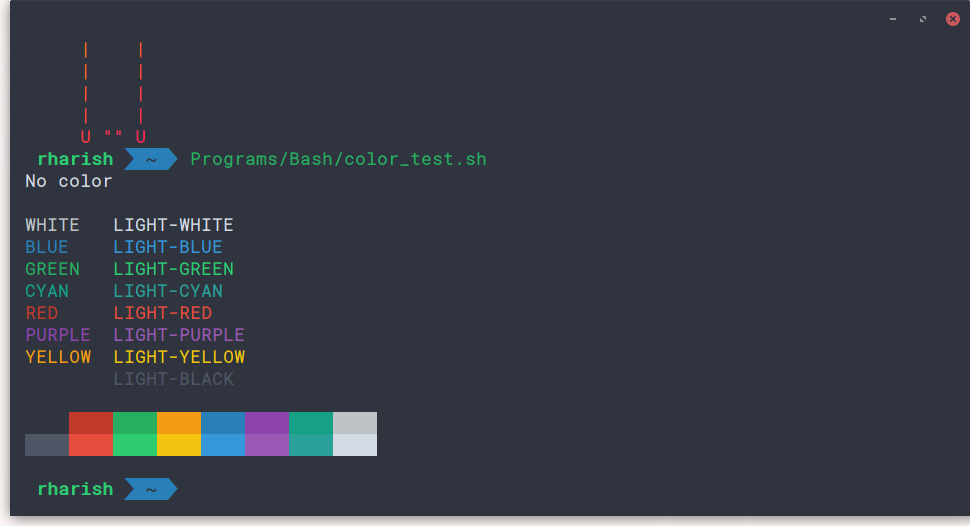 |    |
|    |
|    |
|    |
U "" U
rharish ~ Programs/Bash/color_test.sh
No color
WHITE LIGHT-WHITE
BLUE LIGHT-BLUE
GREEN LIGHT-GREEN
CYAN LIGHT-CYAN
RED LIGHT-RED
PURPLE LIGHT-PURPLE
YELLOW LIGHT-YELLOW
LIGHT-BLACK
rharish ~